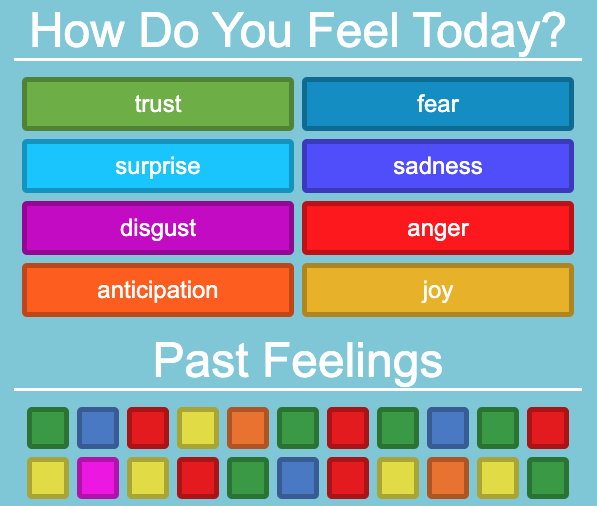 How Do You Feel Today?
trust fear
surprise sadness
disgust anger
anticipation joy
Past Feelings